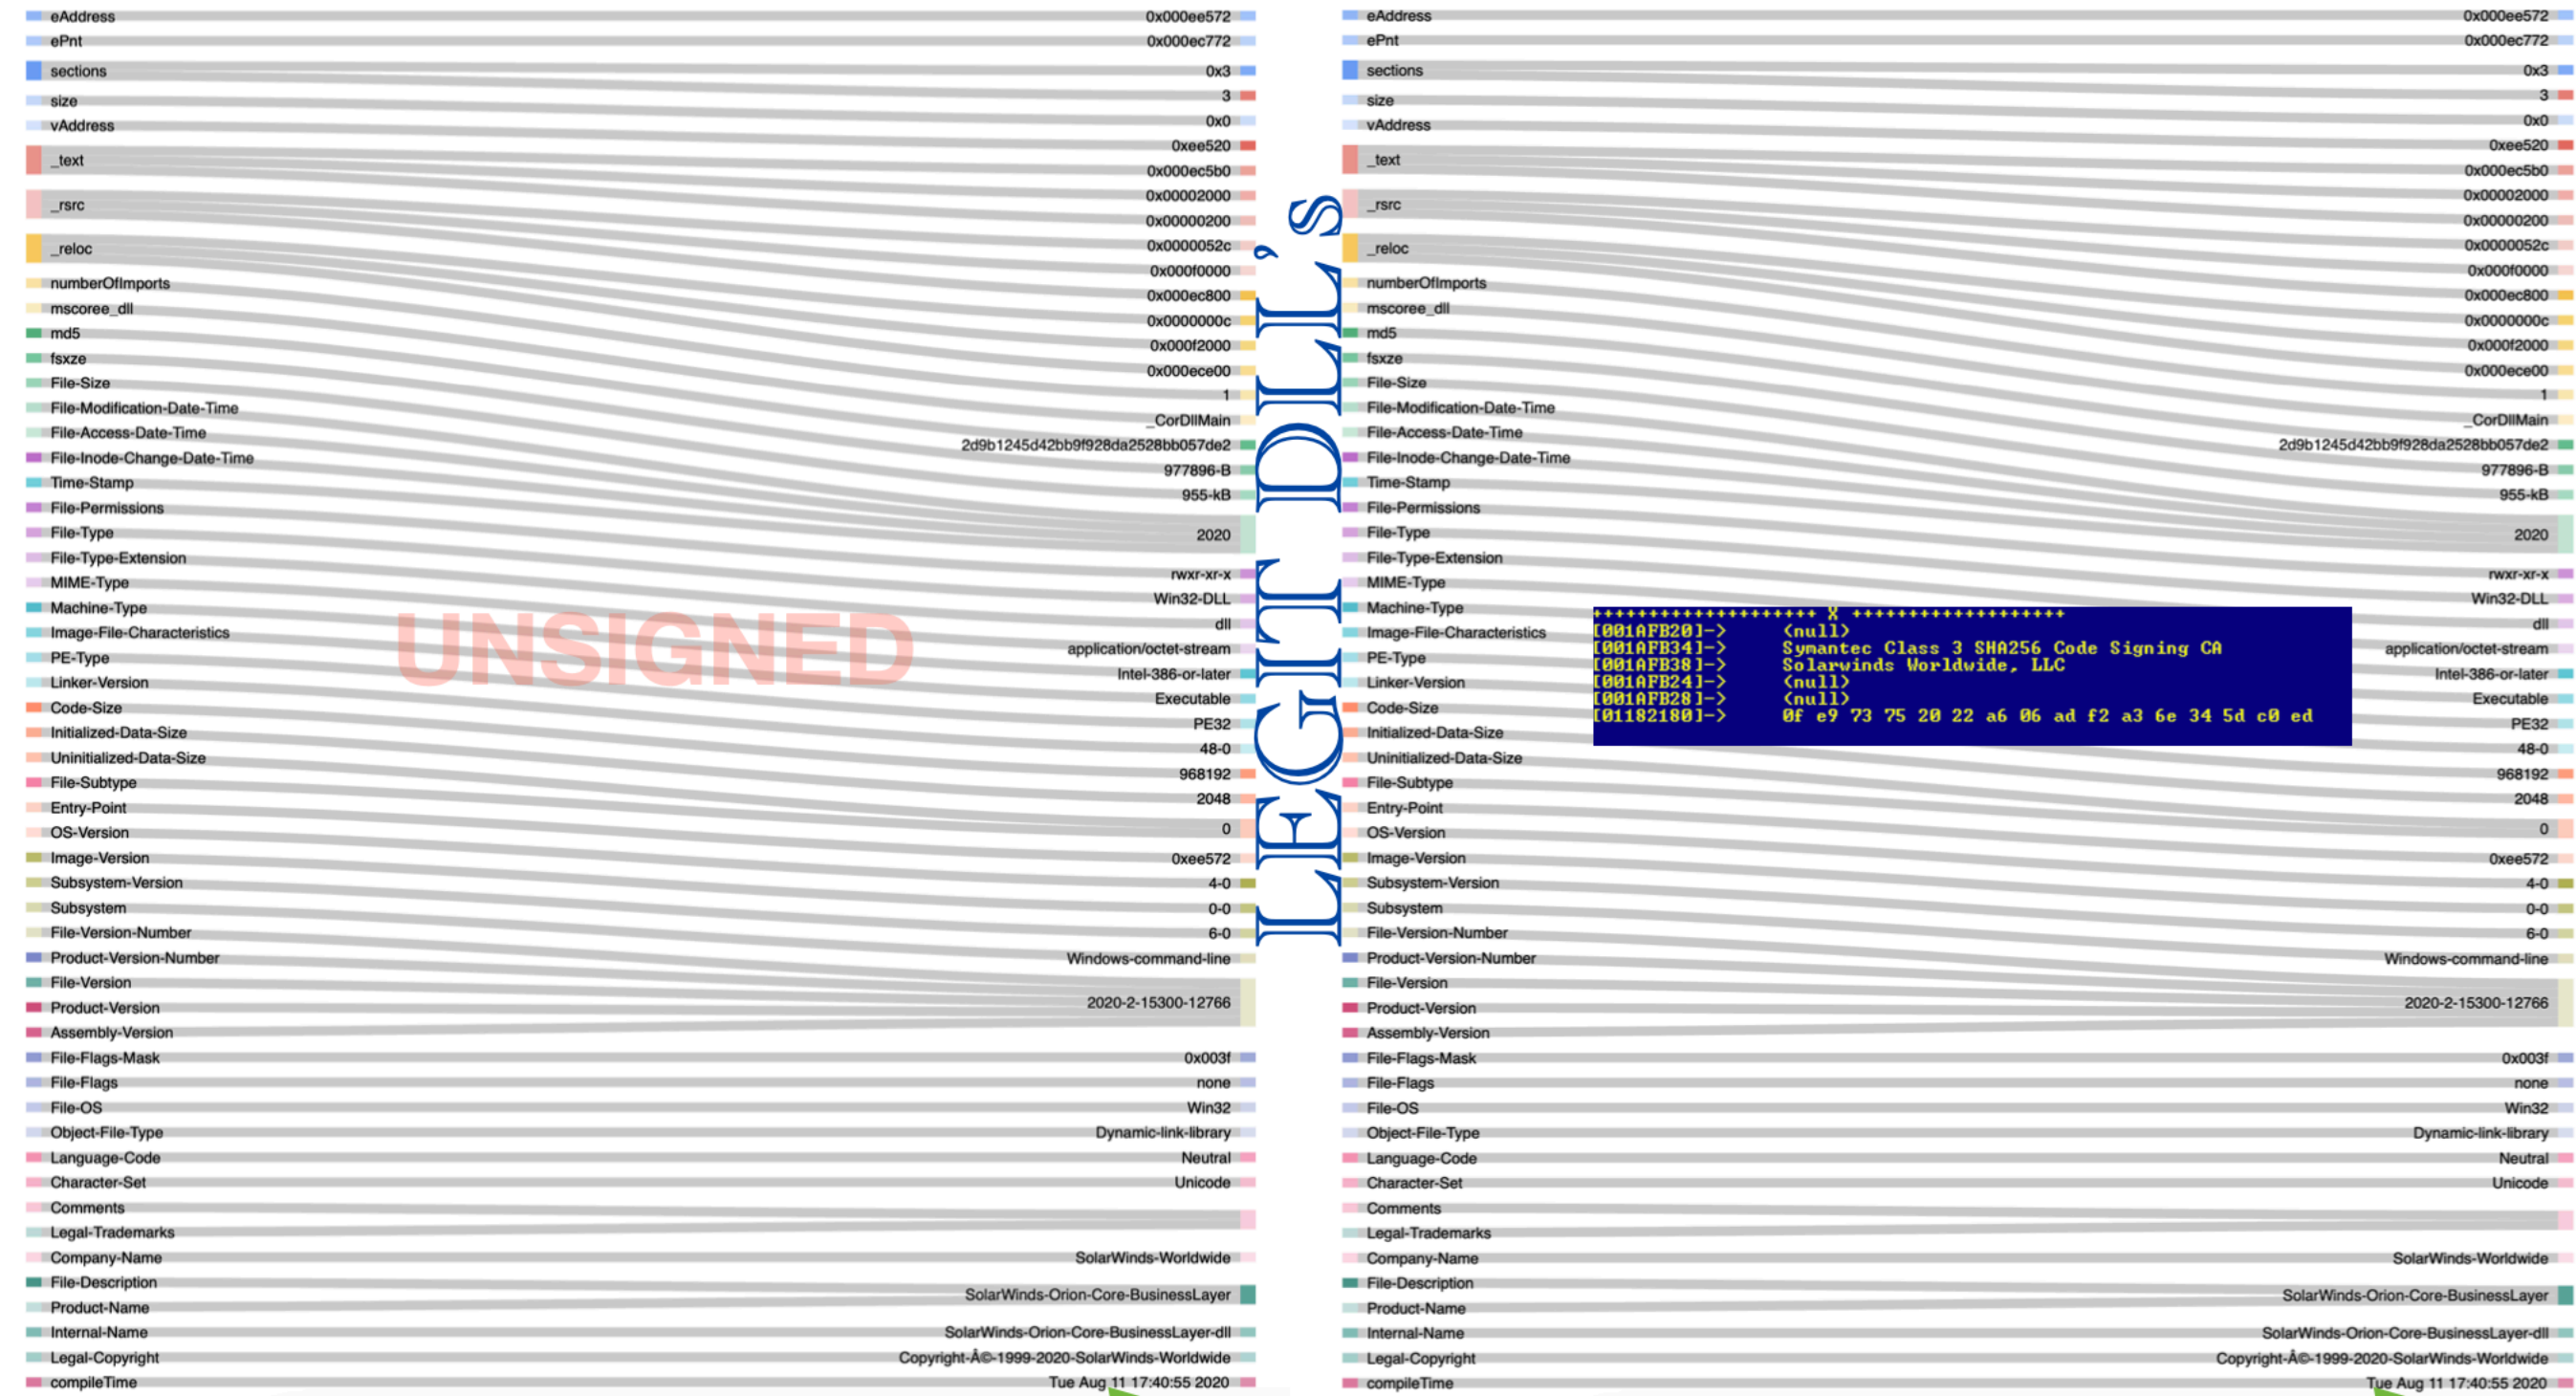 eAddress
ePnt
sections
size
vAddress
_text
_rsrc
_reloc
numberOfImports
mscoree_dll
md5
fsxze
File-Size
File-Modification-Date-Time
File-Access-Date-Time
File-Inode-Change-Date-Time
Time-Stamp
File-Permissions
File-Type
File-Type-Extension
MIME-Type
Machine-Type
Image-File-Characteristics
PE-Type
Linker-Version
Code-Size
Initialized-Data-Size
Uninitialized-Data-Size
File-Subtype
Entry-Point
OS-Version
Image-Version
Subsystem-Version
Subsystem
File-Version-Number
Product-Version-Number
File-Version
Product-Version
Assembly-Version
File-Flags-Mask
File-Flags
File-OS
Object-File-Type
Language-Code
Character-Set
Comments
Legal-Trademarks
Company-Name
File-Description
Product-Name
Internal-Name
Legal-Copyright
compileTime
UNSIGNED
0x000ee572
0x000ec772
0x3
3
0x0
0xee520
0x000ec5b0
0x00002000
0x00000200
0x0000052c
0x000f0000
0x000ec800
0x0000000c
0x000f2000
0x000ece00
1
_CorDllMain
2d9b1245d42bb9f928da2528bb057de2
977896-B
955-kB
2020
rwxr-xr-x
Win32-DLL
dll
application/octet-stream
Intel-386-or-later
Executable
PE32
48-0
968192
2048
0
0xee572
4-0
0-0
6-0
Windows-command-line
2020-2-15300-12766
0x003f
none
Win32
Dynamic-link-library
Neutral
Unicode
SolarWinds-Worldwide
SolarWinds-Orion-Core-BusinessLayer
SolarWinds-Orion-Core-BusinessLayer-dll
Copyright-Â©-1999-2020-SolarWinds-Worldwide
Tue Aug 11 17:40:55 2020
LEGIT DLL’s
eAddress
ePnt
sections
size
vAddress
_text
_rsrc
_reloc
numberOfImports
mscoree_dll
md5
fsxze
File-Size
File-Modification-Date-Time
File-Access-Date-Time
File-Inode-Change-Date-Time
Time-Stamp
File-Permissions
File-Type
File-Type-Extension
MIME-Type
Machine-Type
Image-File-Characteristics
PE-Type
Linker-Version
Code-Size
Initialized-Data-Size
Uninitialized-Data-Size
File-Subtype
Entry-Point
OS-Version
Image-Version
Subsystem-Version
Subsystem
File-Version-Number
Product-Version-Number
File-Version
Product-Version
Assembly-Version
File-Flags-Mask
File-Flags
File-OS
Object-File-Type
Language-Code
Character-Set
Comments
Legal-Trademarks
Company-Name
File-Description
Product-Name
Internal-Name
Legal-Copyright
compileTime
++++++++++++++++++++ X +++++++++++++++++++
[001AFB20]-> <null>
[001AFB34]-> Symantec Class 3 SHA256 Code Signing CA
[001AFB38]-> Solarwinds Worldwide, LLC
[001AFB24]-> <null>
[001AFB28]-> <null>
[01182180]-> 0f e9 73 75 20 22 a6 06 ad f2 a3 6e 34 5d c0 ed
0x000ee572
0x000ec772
0x3
3
0x0
0xee520
0x000ec5b0
0x00002000
0x00000200
0x0000052c
0x000f0000
0x000ec800
0x0000000c
0x000f2000
0x000ece00
1
_CorDllMain
2d9b1245d42bb9f928da2528bb057de2
977896-B
955-kB
2020
rwxr-xr-x
Win32-DLL
dll
application/octet-stream
Intel-386-or-later
Executable
PE32
48-0
968192
2048
0
0xee572
4-0
0-0
6-0
Windows-command-line
2020-2-15300-12766
0x003f
none
Win32
Dynamic-link-library
Neutral
Unicode
SolarWinds-Worldwide
SolarWinds-Orion-Core-BusinessLayer
SolarWinds-Orion-Core-BusinessLayer-dll
Copyright-Â©-1999-2020-SolarWinds-Worldwide
Tue Aug 11 17:40:55 2020